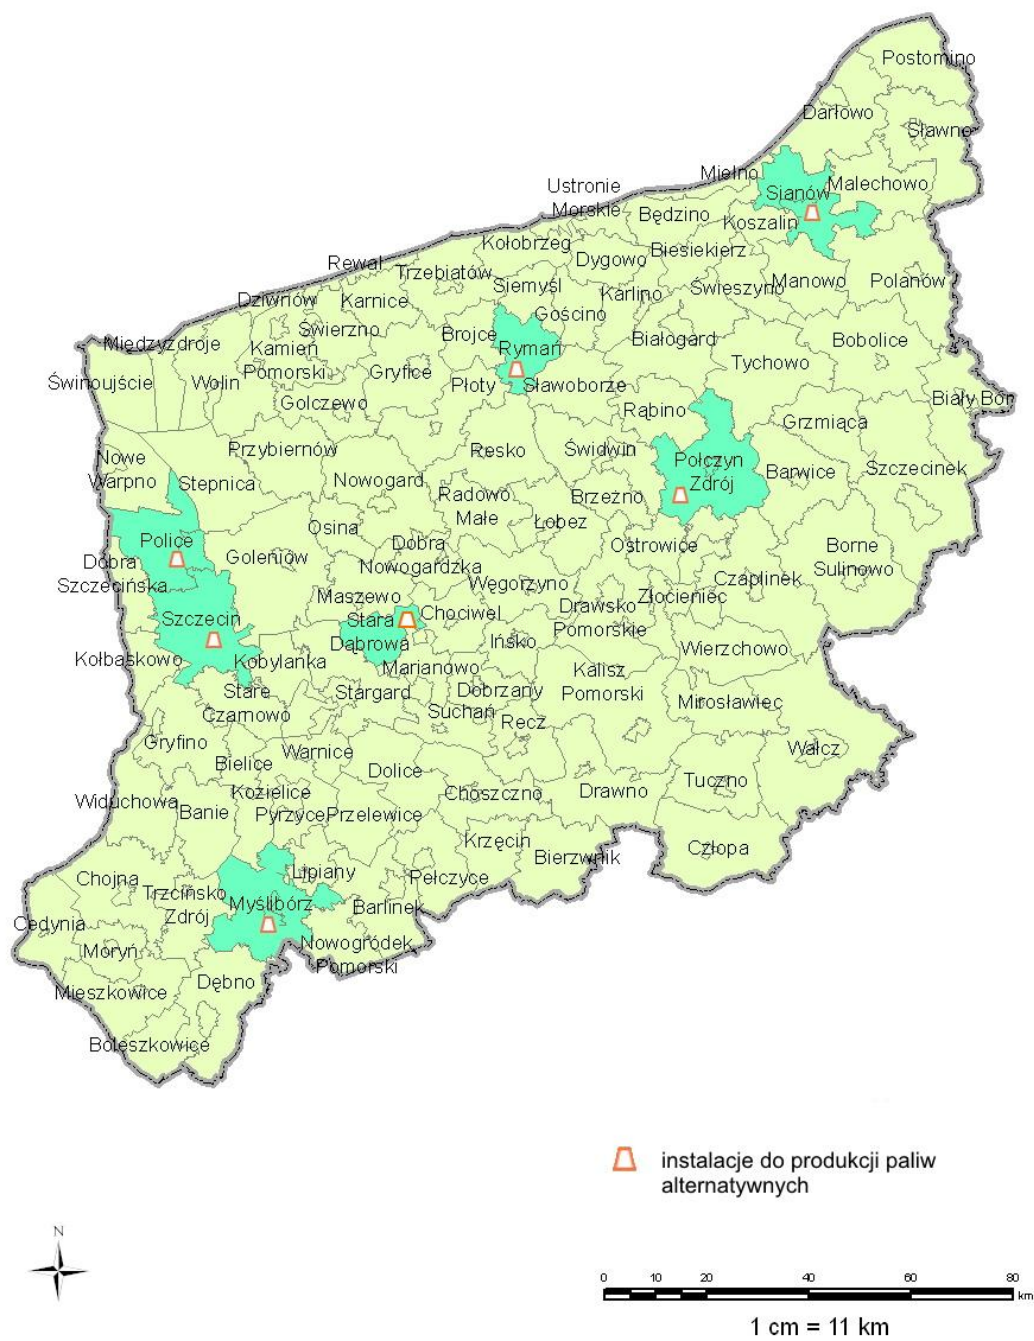 Postomino
Darłowo
Sławno
Mielno
Sianów
Malechowo
Ustronie
Morskie
Będzino
Koszalin
Kołobrzeg
Dygowo
Biesiekierz
Rewal
Trzebiatów
Siemyśl
Karlino
Świeszyno
Manowo
Polanów
Dziwnów
Karnice
Gościno
Świerzno
Brojce
Rymań
Białogard
Bobolice
Międzyzdroje
Kamień
Pomorski
Gryfice
Tychowo
Świnoujście
Wolin
Płoty
Sławoborze
Biały Bór
Golczewo
Rąbino
Grzmiąca
Przybiernów
Resko
Świdwin
Połczyn
Zdrój
Barwice
Szczecinek
Nowe
Warpno
Stepnica
Nowogard
Radowo
Małe
Brzeżno
Łobez
Osina
Police
Goleniów
Dobra
Nowogardzka
Ostrowice
Borne
Sulinowo
Dobra
Szczecińska
Węgorzyno
Czaplinek
Złocieniec
Maszewo
Chociwel
Drawsko
Pomorskie
Szczecin
Stara
Dąbrowa
Ińsko
Wierzchowo
Kołbaskowo
Kobylanka
Marianowo
Kalisz
Pomorski
Stare
Czarnowo
Stargard
Dobrzany
Suchań
Recz
Mirosławiec
Gryfino
Warnice
Wałcz
Bielice
Dolice
Tuczno
Widuchowa
Kozielice
Choszczno
Drawno
Banie
Pyrzyce
Przelewice
Krzęcin
Bierzwnik
Człopa
Chojna
Trzcińsko
Zdrój
Lipiany
Pełczyce
Myślibórz
Barlinek
Cedynia
Moryń
Nowogródek
Pomorski
Mieszkowice
Dębno
Boleszkowice
instalacje do produkcji paliw
alternatywnych
N
0 10 20 40 60 80
km
1 cm = 11 km